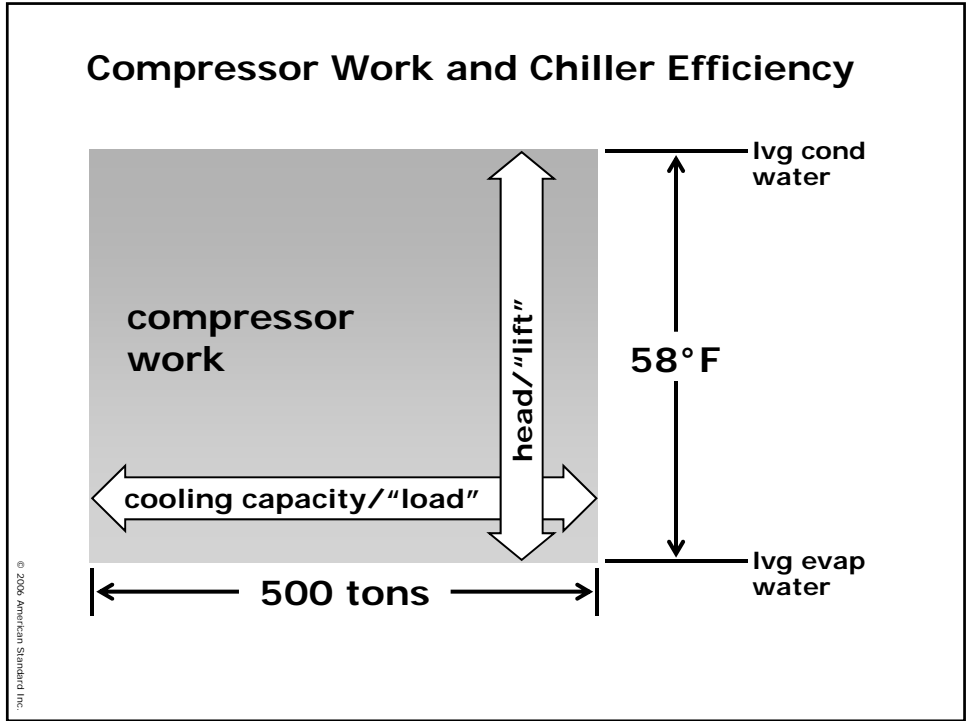 Compressor Work and Chiller Efficiency
lvg cond
water
compressor
work
head/“lift”
58°F
cooling capacity/“load”
lvg evap
water
500 tons
© 2006 American Standard Inc.